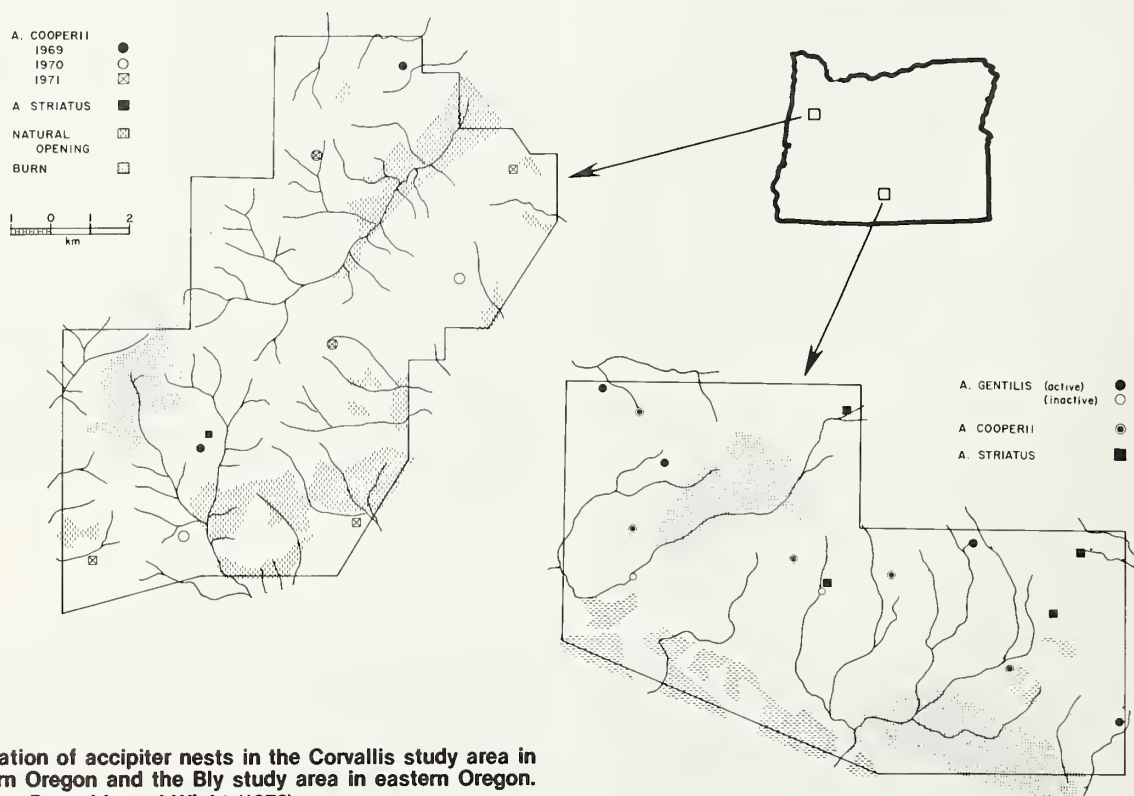 A. COOPERII
1969
1970
1971
A STRIATUS
NATURAL
OPENING
BURN
1 0 1 2
km
A. GENTILIS (active)
(inactive)
A COOPERII
A. STRIATUS
ation of accipiter nests in the Corvallis study area in
rn Oregon and the Bly study area in eastern Oregon.